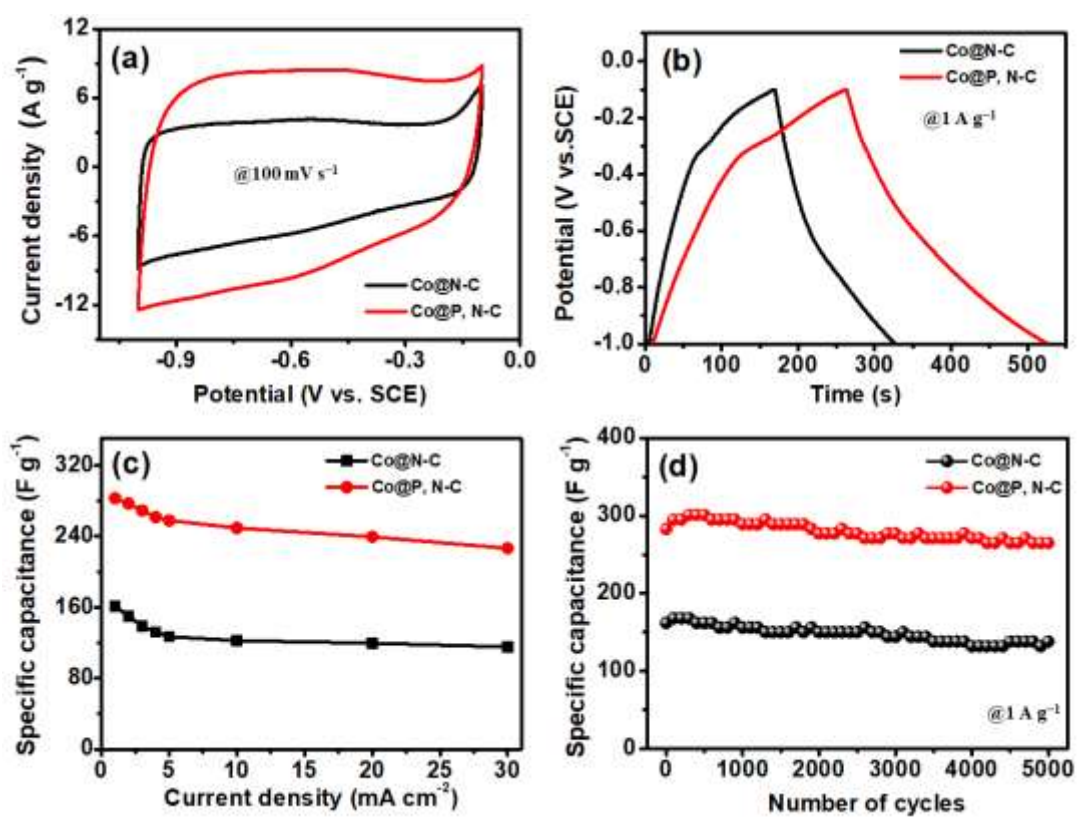 (a)
12
6
0
-6
-12
Current density (A g⁻¹)
@100 mV s⁻¹
Co@N-C
Co@P, N-C
-0.9
-0.6
-0.3
0.0
Potential (V vs. SCE)
(b)
Co@N-C
Co@P, N-C
@1 A g⁻¹
-0.1
-0.2
-0.4
-0.6
-0.8
-1.0
Potential (V vs.SCE)
0
100
200
300
400
500
Time (s)
(c)
Co@N-C
Co@P, N-C
320
240
160
80
0
Specific capacitance (F g⁻¹)
0
5
10
15
20
25
30
Current density (mA cm⁻²)
(d)
Co@N-C
Co@P, N-C
400
300
200
100
0
Specific capacitance (F g⁻¹)
@1 A g⁻¹
0
1000
2000
3000
4000
5000
Number of cycles